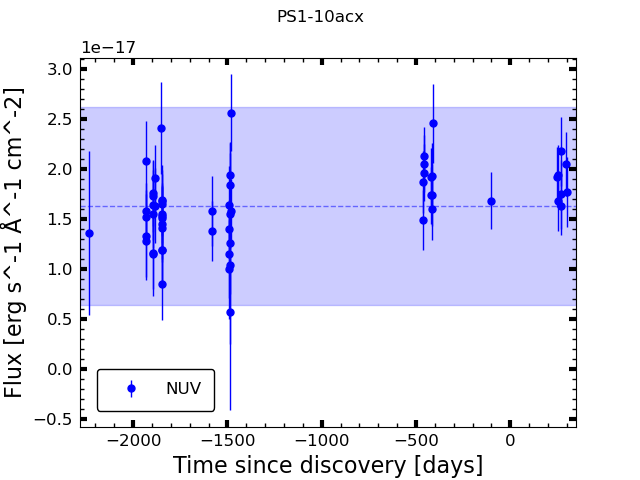 PS1-10acx
1e−17
3.0
2.5
2.0
1.5
1.0
0.5
0.0
−0.5
Flux [erg s^-1 Å^-1 cm^-2]
NUV
−2000 −1500 −1000 −500 0
Time since discovery [days]